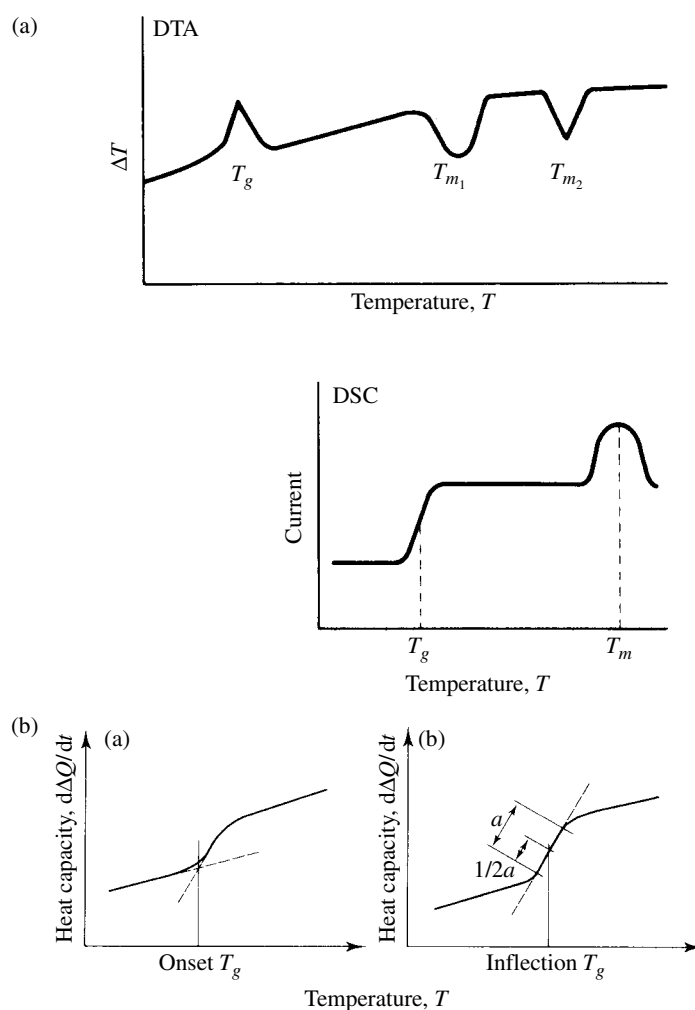 (a)
DTA
ΔT
T_g
T_m₁
T_m₂
Temperature, T
DSC
Current
T_g
T_m
Temperature, T
(b)
(a)
Heat capacity, dΔQ/dt
Onset T_g
(b)
Heat capacity, dΔQ/dt
a
1/2a
Inflection T_g
Temperature, T